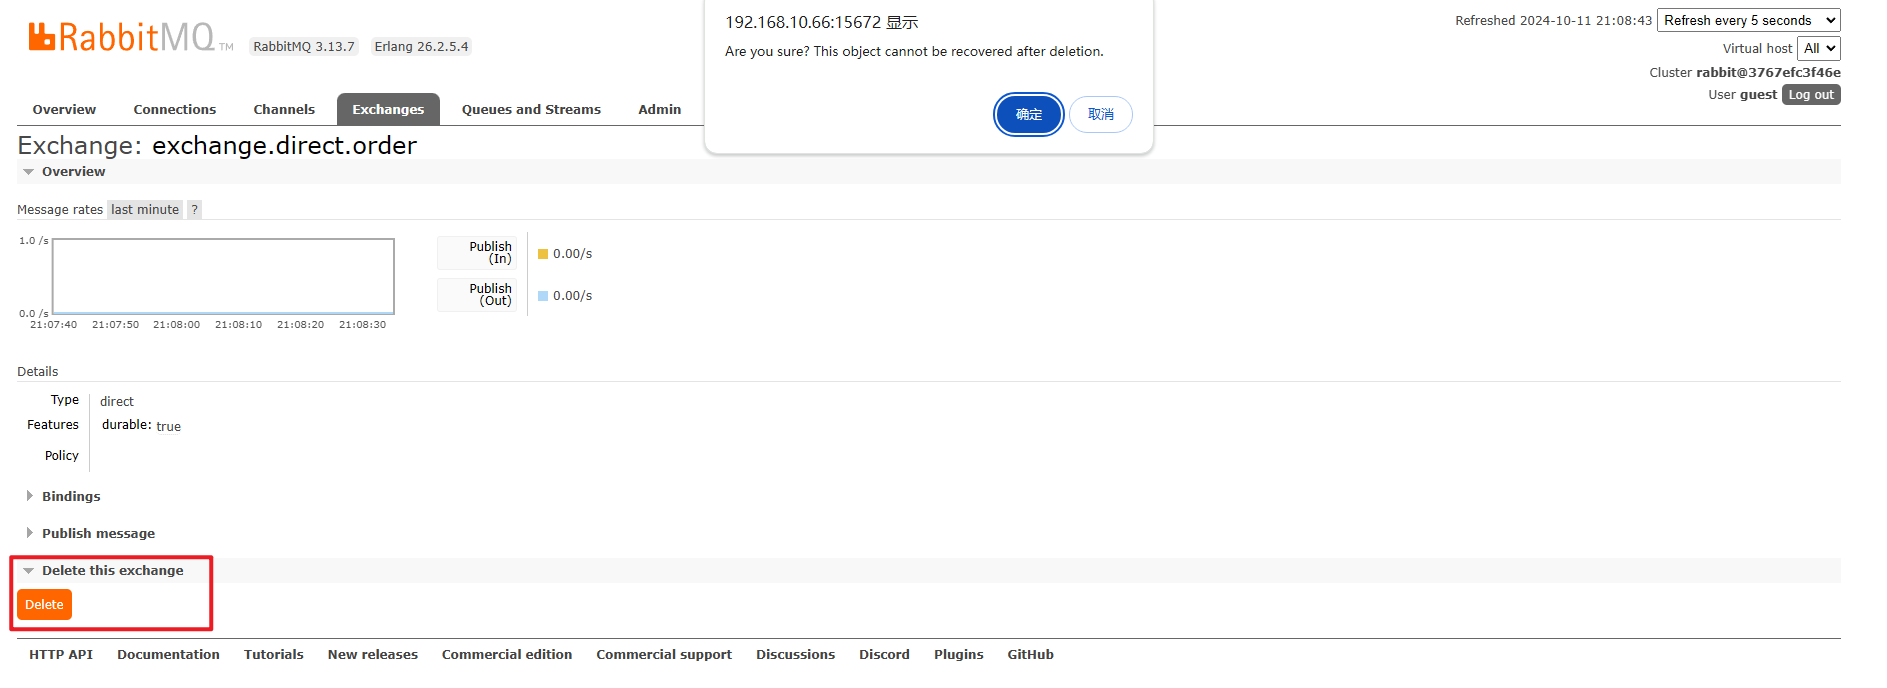 RabbitMQ TM RabbitMQ 3.13.7 Erlang 26.2.5.4
192.168.10.66:15672 显示
Are you sure? This object cannot be recovered after deletion.
确定 取消
Refreshed 2024-10-11 21:08:43 Refresh every 5 seconds
Virtual host All
Cluster rabbit@3767efc3f46e
User guest Log out
Overview Connections Channels Exchanges Queues and Streams Admin
Exchange: exchange.direct.order
Overview
Message rates last minute ?
1.0 /s
0.0 /s
21:07:40 21:07:50 21:08:00 21:08:10 21:08:20 21:08:30
Publish
(In)
0.00/s
Publish
(Out)
0.00/s
Details
Type direct
Features durable: true
Policy
Bindings
Publish message
Delete this exchange
Delete
HTTP API Documentation Tutorials New releases Commercial edition Commercial support Discussions Discord Plugins GitHub